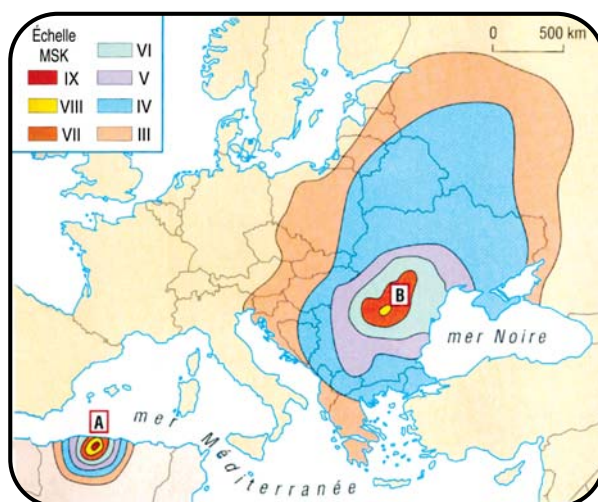 Échelle
MSK
IX
VIII
VII
VI
V
IV
III
0 500 km
B
mer Noire
A
mer Méditerranée